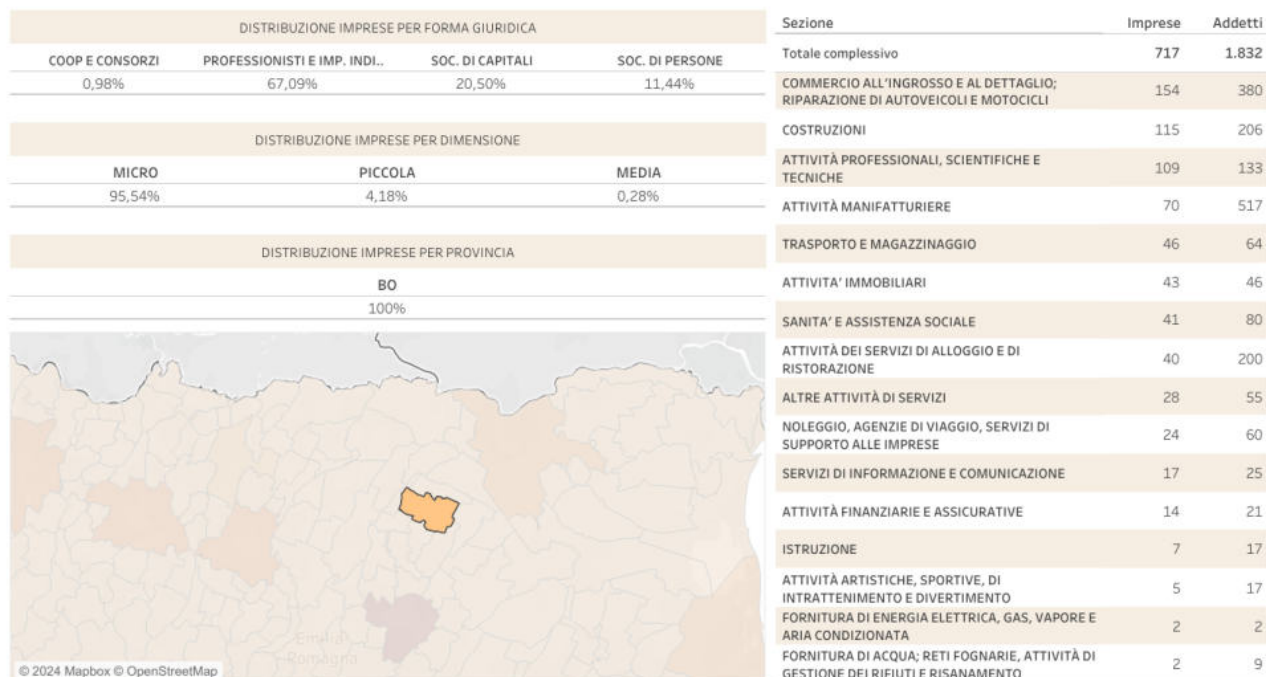 DISTRIBUZIONE IMPRESE PER FORMA GIURIDICA
COOP E CONSORZI PROFESSIONISTI E IMP. INDI.. SOC. DI CAPITALI SOC. DI PERSONE
0,98% 67,09% 20,50% 11,44%
DISTRIBUZIONE IMPRESE PER DIMENSIONE
MICRO PICCOLA MEDIA
95,54% 4,18% 0,28%
DISTRIBUZIONE IMPRESE PER PROVINCIA
BO
100%
Emilia-
Romagna
© 2024 Mapbox © OpenStreetMap
Sezione Imprese Addetti
Totale complessivo 717 1.832
COMMERCIO ALL'INGROSSO E AL DETTAGLIO;
RIPARAZIONE DI AUTOVEICOLI E MOTOCICLI 154 380
COSTRUZIONI 115 206
ATTIVITÀ PROFESSIONALI, SCIENTIFICHE E
TECNICHE 109 133
ATTIVITÀ MANIFATTURIERE 70 517
TRASPORTO E MAGAZZINAGGIO 46 64
ATTIVITA' IMMOBILIARI 43 46
SANITA' E ASSISTENZA SOCIALE 41 80
ATTIVITÀ DEI SERVIZI DI ALLOGGIO E DI
RISTORAZIONE 40 200
ALTRE ATTIVITÀ DI SERVIZI 28 55
NOLEGGIO, AGENZIE DI VIAGGIO, SERVIZI DI
SUPPORTO ALLE IMPRESE 24 60
SERVIZI DI INFORMAZIONE E COMUNICAZIONE 17 25
ATTIVITÀ FINANZIARIE E ASSICURATIVE 14 21
ISTRUZIONE 7 17
ATTIVITÀ ARTISTICHE, SPORTIVE, DI
INTRATTENIMENTO E DIVERTIMENTO 5 17
FORNITURA DI ENERGIA ELETTRICA, GAS, VAPORE E
ARIA CONDIZIONATA 2 2
FORNITURA DI ACQUA; RETI FOGNARIE, ATTIVITÀ DI
GESTIONE DEI RIFIUTI E RISANAMENTO 2 9